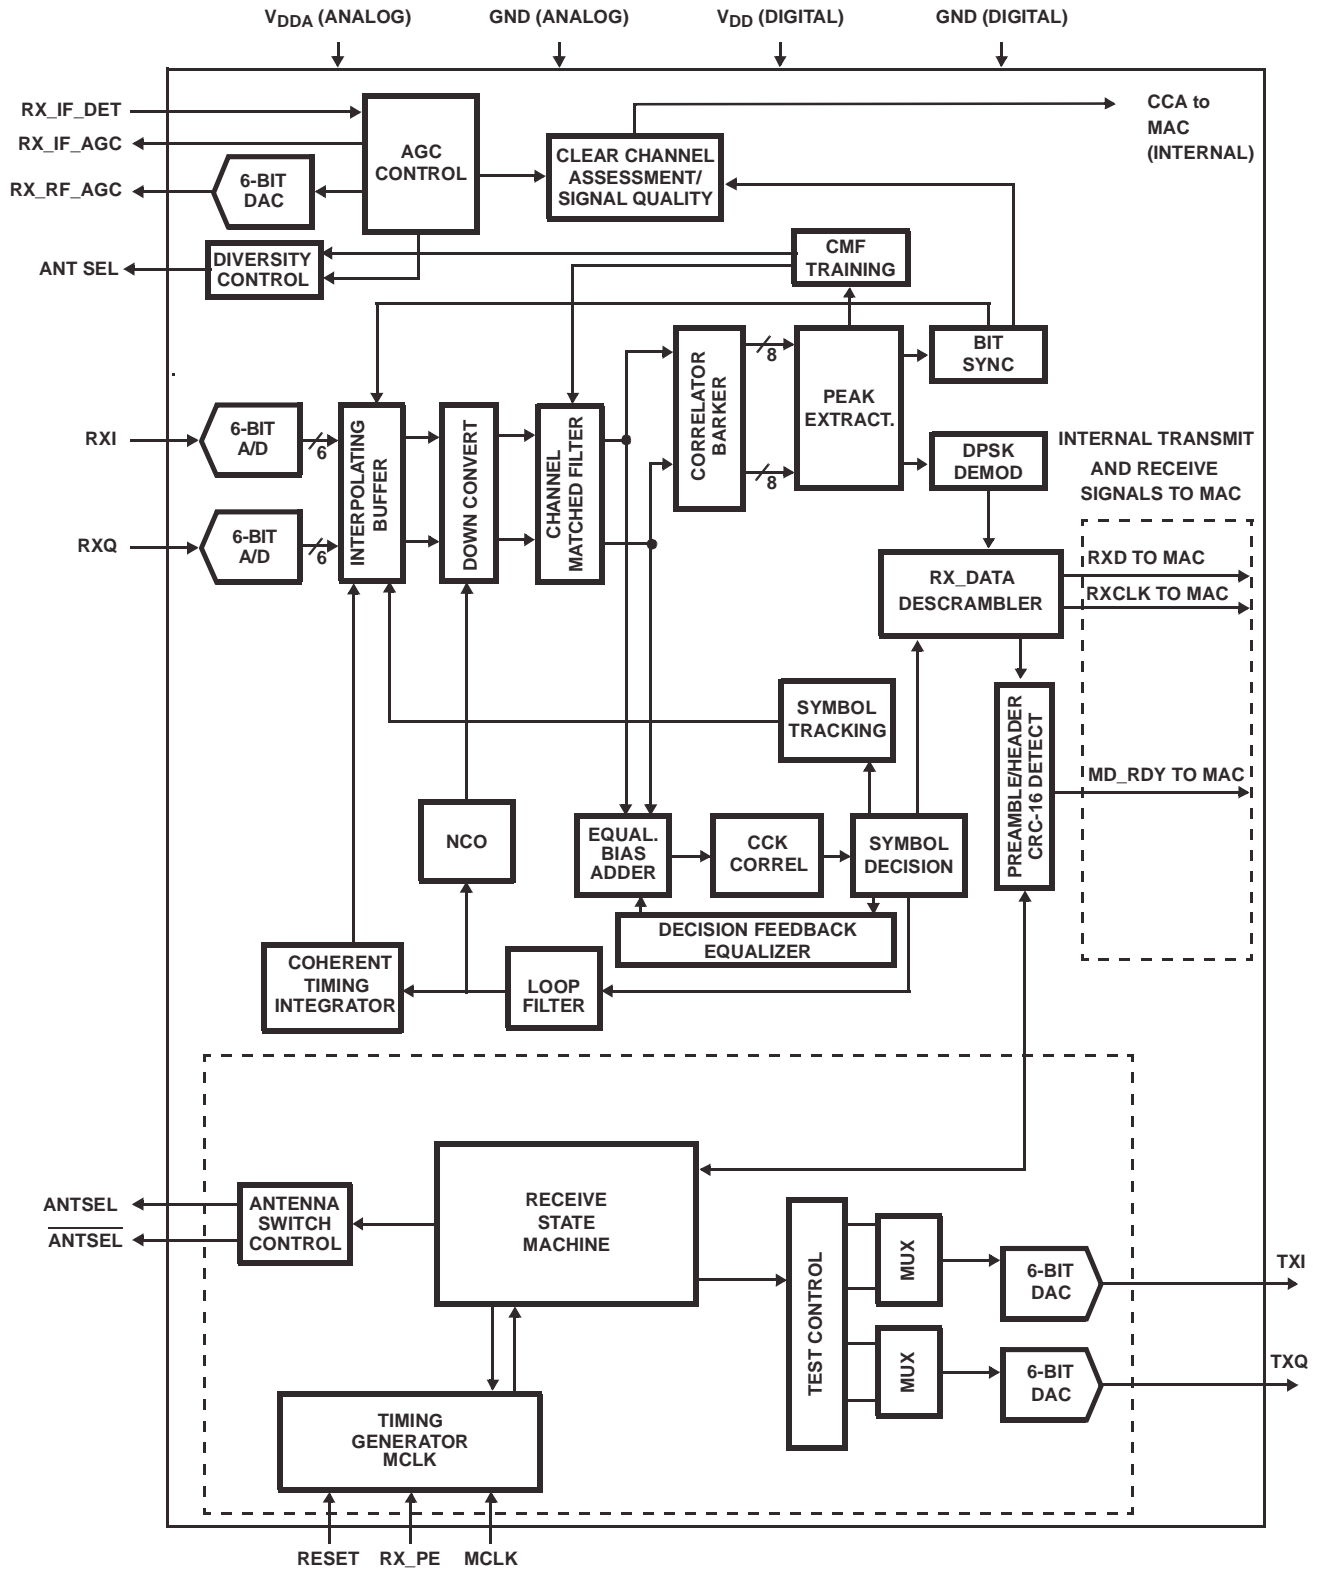 VDDA (ANALOG)
GND (ANALOG)
VDD (DIGITAL)
GND (DIGITAL)
RX_IF_DET
RX_IF_AGC
RX_RF_AGC
ANT SEL
6-BIT
DAC
AGC
CONTROL
DIVERSITY
CONTROL
CLEAR CHANNEL
ASSESSMENT/
SIGNAL QUALITY
CCA to
MAC
(INTERNAL)
CMF
TRAINING
RXI
RXQ
6-BIT
A/D
6
6-BIT
A/D
6
INTERPOLATING
BUFFER
DOWN CONVERT
CHANNEL
MATCHED FILTER
CORRELATOR
BARKER
8
8
PEAK
EXTRACT.
BIT
SYNC
DPSK
DEMOD
INTERNAL TRANSMIT
AND RECEIVE
SIGNALS TO MAC
RX_DATA
DESCRAMBLER
RXD TO MAC
RXCLK TO MAC
SYMBOL
TRACKING
PREAMBLE/HEADER
CRC-16 DETECT
MD_RDY TO MAC
NCO
EQUAL.
BIAS
ADDER
CCK
CORREL
SYMBOL
DECISION
DECISION FEEDBACK
EQUALIZER
COHERENT
TIMING
INTEGRATOR
LOOP
FILTER
ANTSEL
ANTSEL
ANTENNA
SWITCH
CONTROL
RECEIVE
STATE
MACHINE
TEST CONTROL
MUX
MUX
6-BIT
DAC
6-BIT
DAC
TXI
TXQ
TIMING
GENERATOR
MCLK
RESET
RX_PE
MCLK